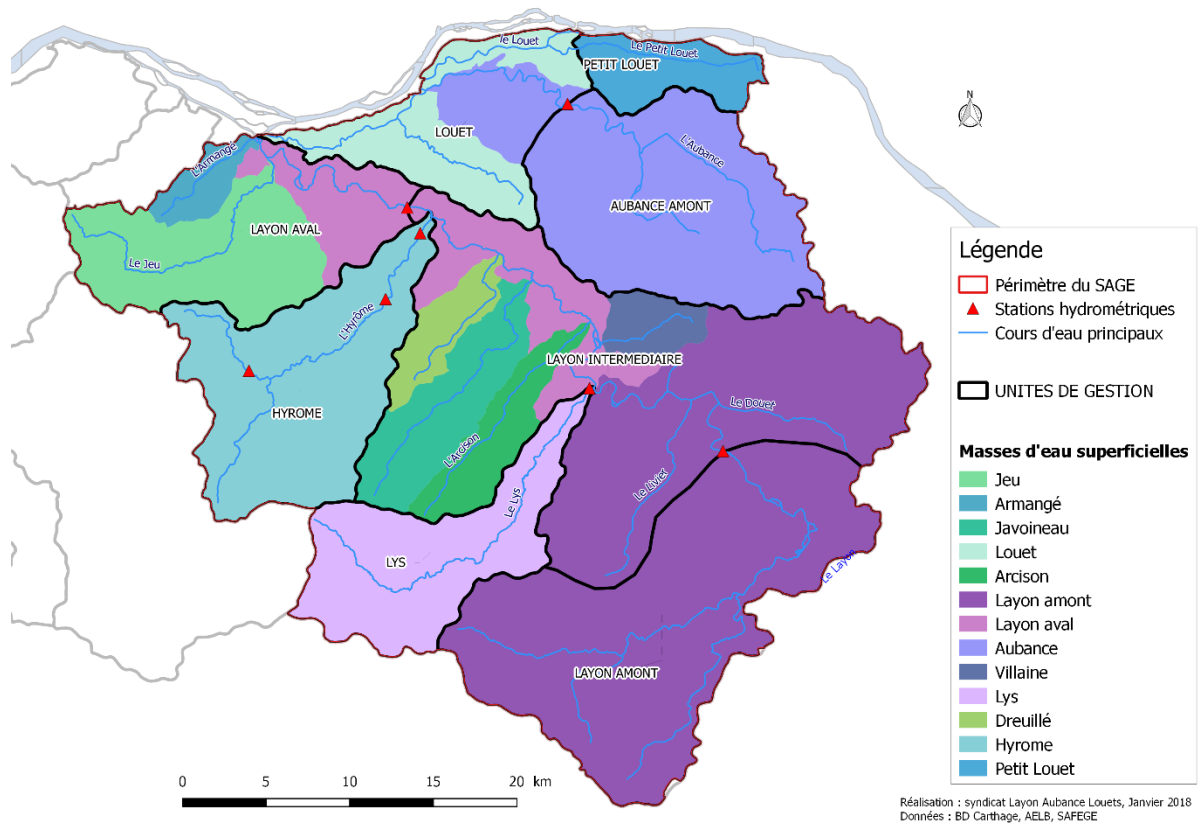 le Louet
Le Petit Louet
PETIT LOUET
N
LOUET
L'Aubance
L'Armangé
AUBANCE AMONT
LAYON AVAL
Le Jeu
L'Hyrôme
LAYON INTERMEDIAIRE
HYROME
Le Douet
L'Arcison
Le Liviet
Le Lys
LYS
Le Layon
LAYON AMONT
0 5 10 15 20 km
Légende
Périmètre du SAGE
Stations hydrométriques
Cours d'eau principaux
UNITES DE GESTION
Masses d'eau superficielles
Jeu
Armangé
Javoineau
Louet
Arcison
Layon amont
Layon aval
Aubance
Villaine
Lys
Dreuillé
Hyrome
Petit Louet
Réalisation : syndicat Layon Aubance Louets, Janvier 2018
Données : BD Carthage, AELB, SAFEGE